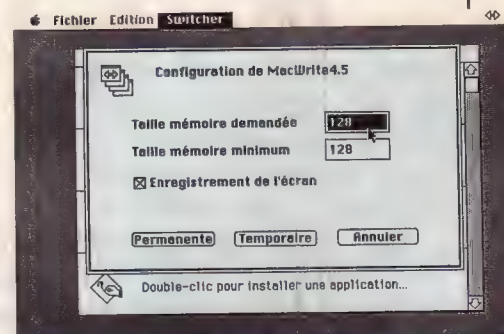 Fichier Edition Switcher
Configuration de MacWrite4.5
Taille mémoire demandée 128
Taille mémoire minimum 128
Enregistrement de l'écran
Permanente Temporaire Annuler
Double-clic pour installer une application...